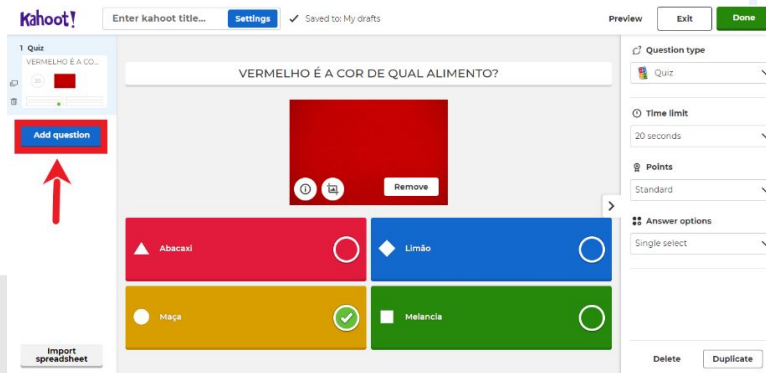 Kahoot!
Enter kahoot title...
Settings
Saved to: My drafts
Preview
Exit
Done
1 Quiz
VERMELHO É A CO...
20
Add question
Import
spreadsheet
VERMELHO É A COR DE QUAL ALIMENTO?
Remove
Abacaxi
Limão
Maça
Melancia
Question type
Quiz
Time limit
20 seconds
Points
Standard
Answer options
Single select
Delete
Duplicate